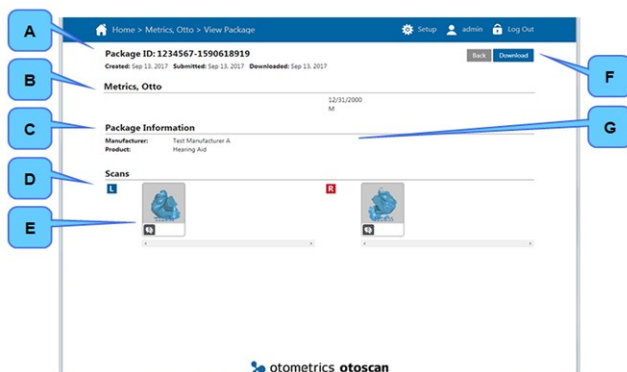 A
B
C
D
E
F
G
Home > Metrics, Otto > View Package
Setup admin Log Out
Package ID: 1234567-1590618919
Back Download
Created: Sep 13. 2017 Submitted: Sep 13. 2017 Downloaded: Sep 13. 2017
Metrics, Otto
12/31/2000
M
Package Information
Manufacturer: Test Manufacturer A
Product: Hearing Aid
Scans
L
R
otometrics otoscan